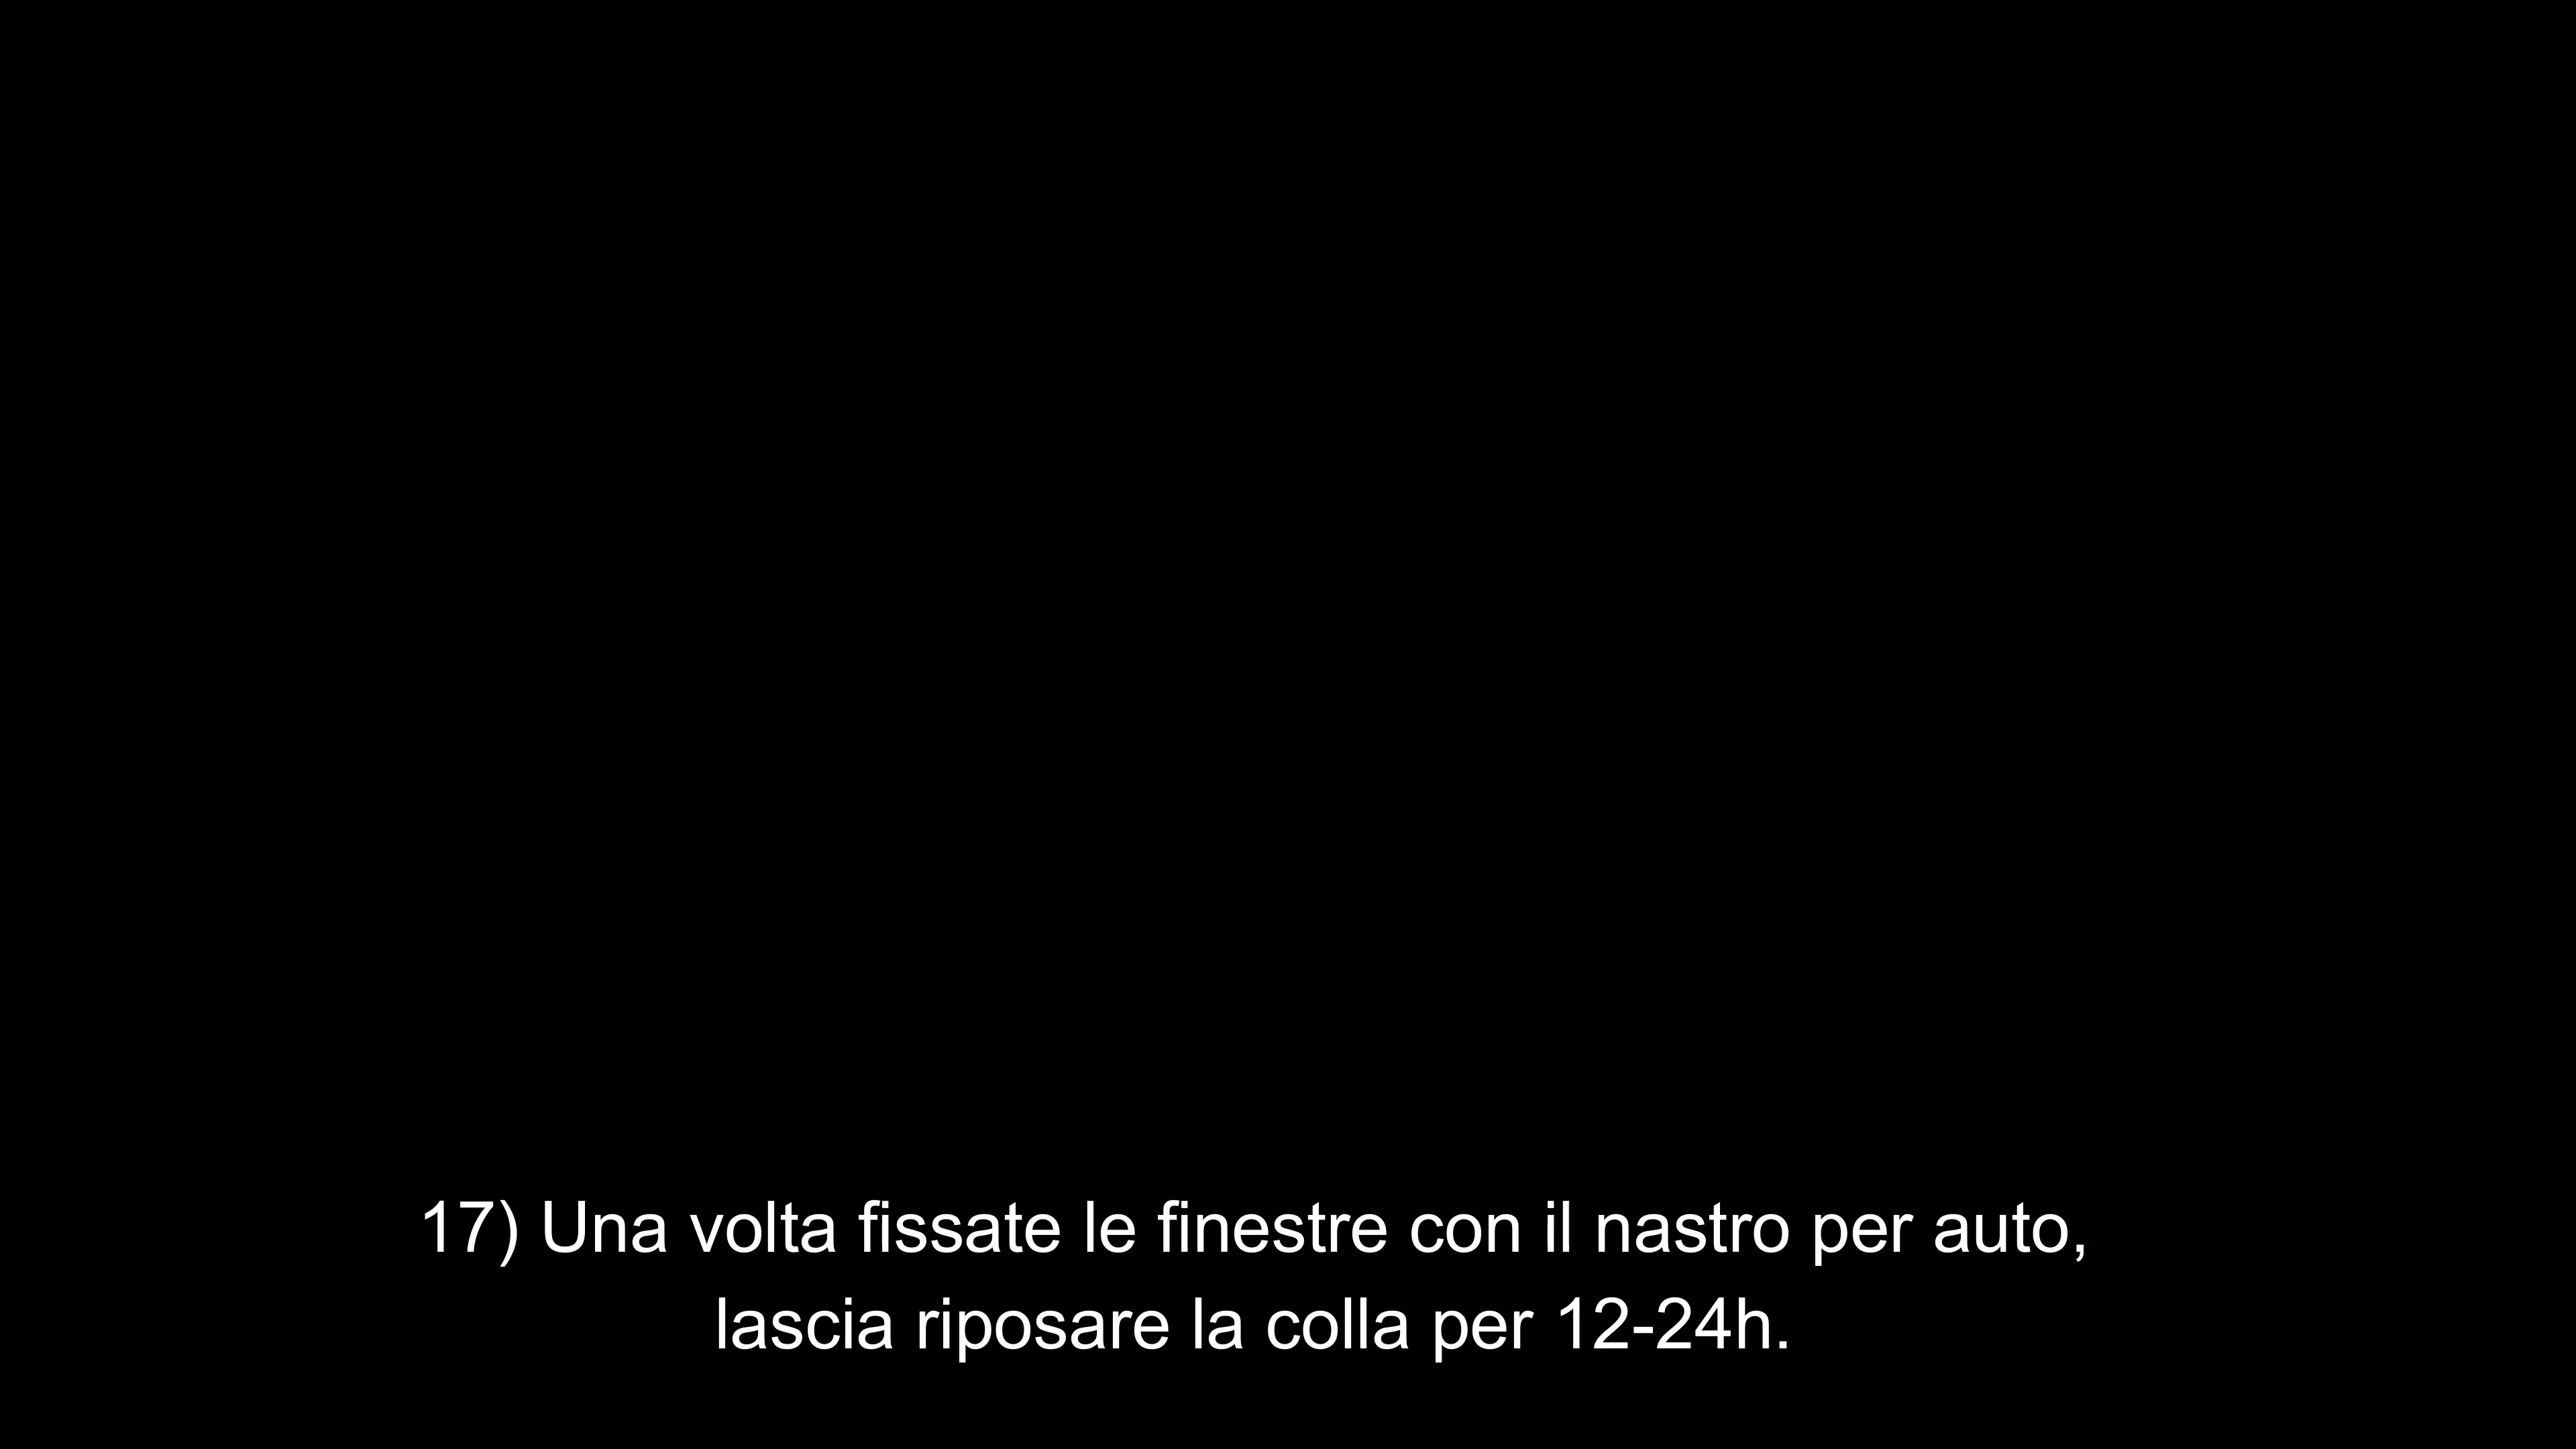 17) Una volta fissate le finestre con il nastro per auto,
lascia riposare la colla per 12-24h.